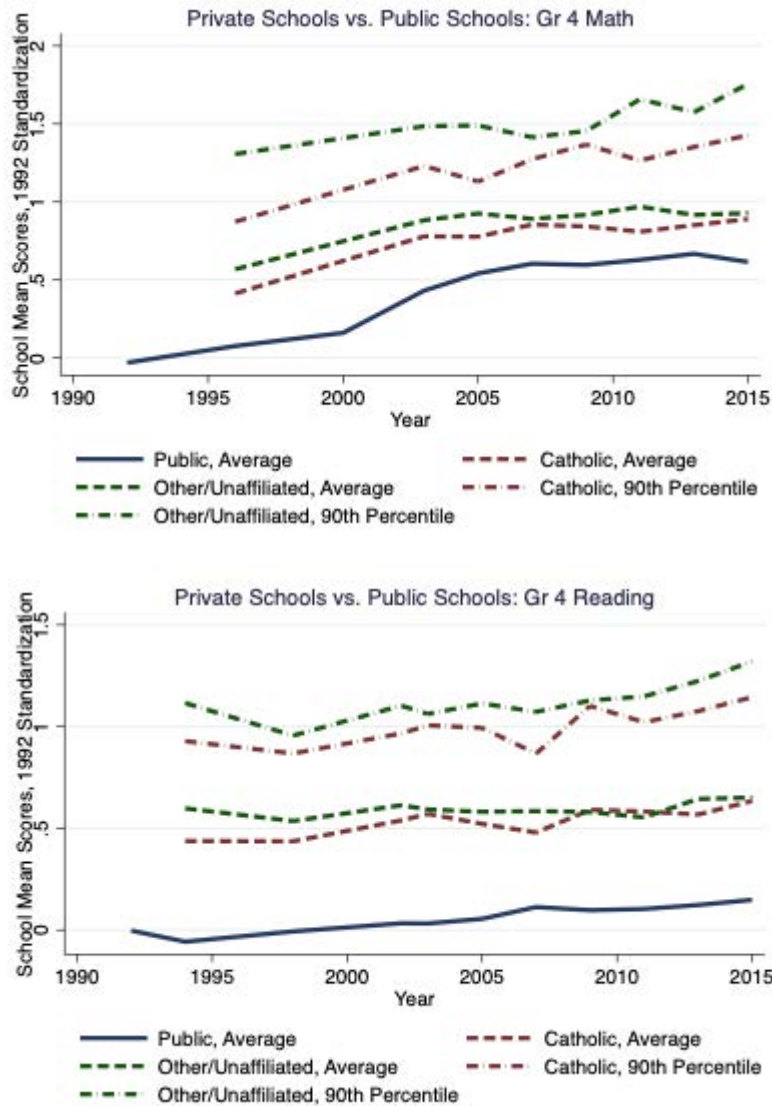 Private Schools vs. Public Schools: Gr 4 Math
School Mean Scores, 1992 Standardization
2
1.5
1
.5
0
1990 1995 2000 2005 2010 2015
Year
Public, Average Catholic, Average
Other/Unaffiliated, Average Catholic, 90th Percentile
Other/Unaffiliated, 90th Percentile
Private Schools vs. Public Schools: Gr 4 Reading
School Mean Scores, 1992 Standardization
1.5
1
.5
0
1990 1995 2000 2005 2010 2015
Year
Public, Average Catholic, Average
Other/Unaffiliated, Average Catholic, 90th Percentile
Other/Unaffiliated, 90th Percentile